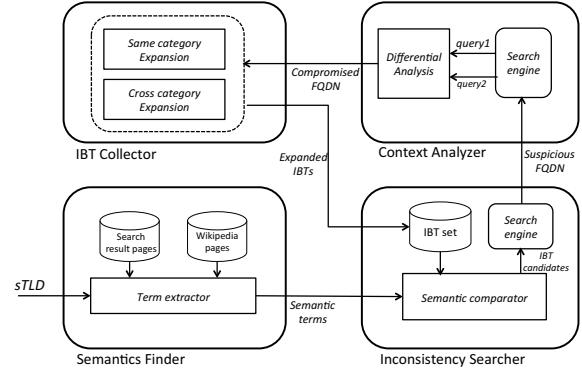 Same category
Expansion
Cross category
Expansion
IBT Collector
Compromised
FQDN
Differential
Analysis
query1
query2
Search
engine
Context Analyzer
Expanded
IBTs
Suspicious
FQDN
Search
result pages
Wikipedia
pages
sTLD
Term extractor
Semantics Finder
Semantic
terms
IBT set
Search
engine
IBT
candidates
Semantic comparator
Inconsistency Searcher